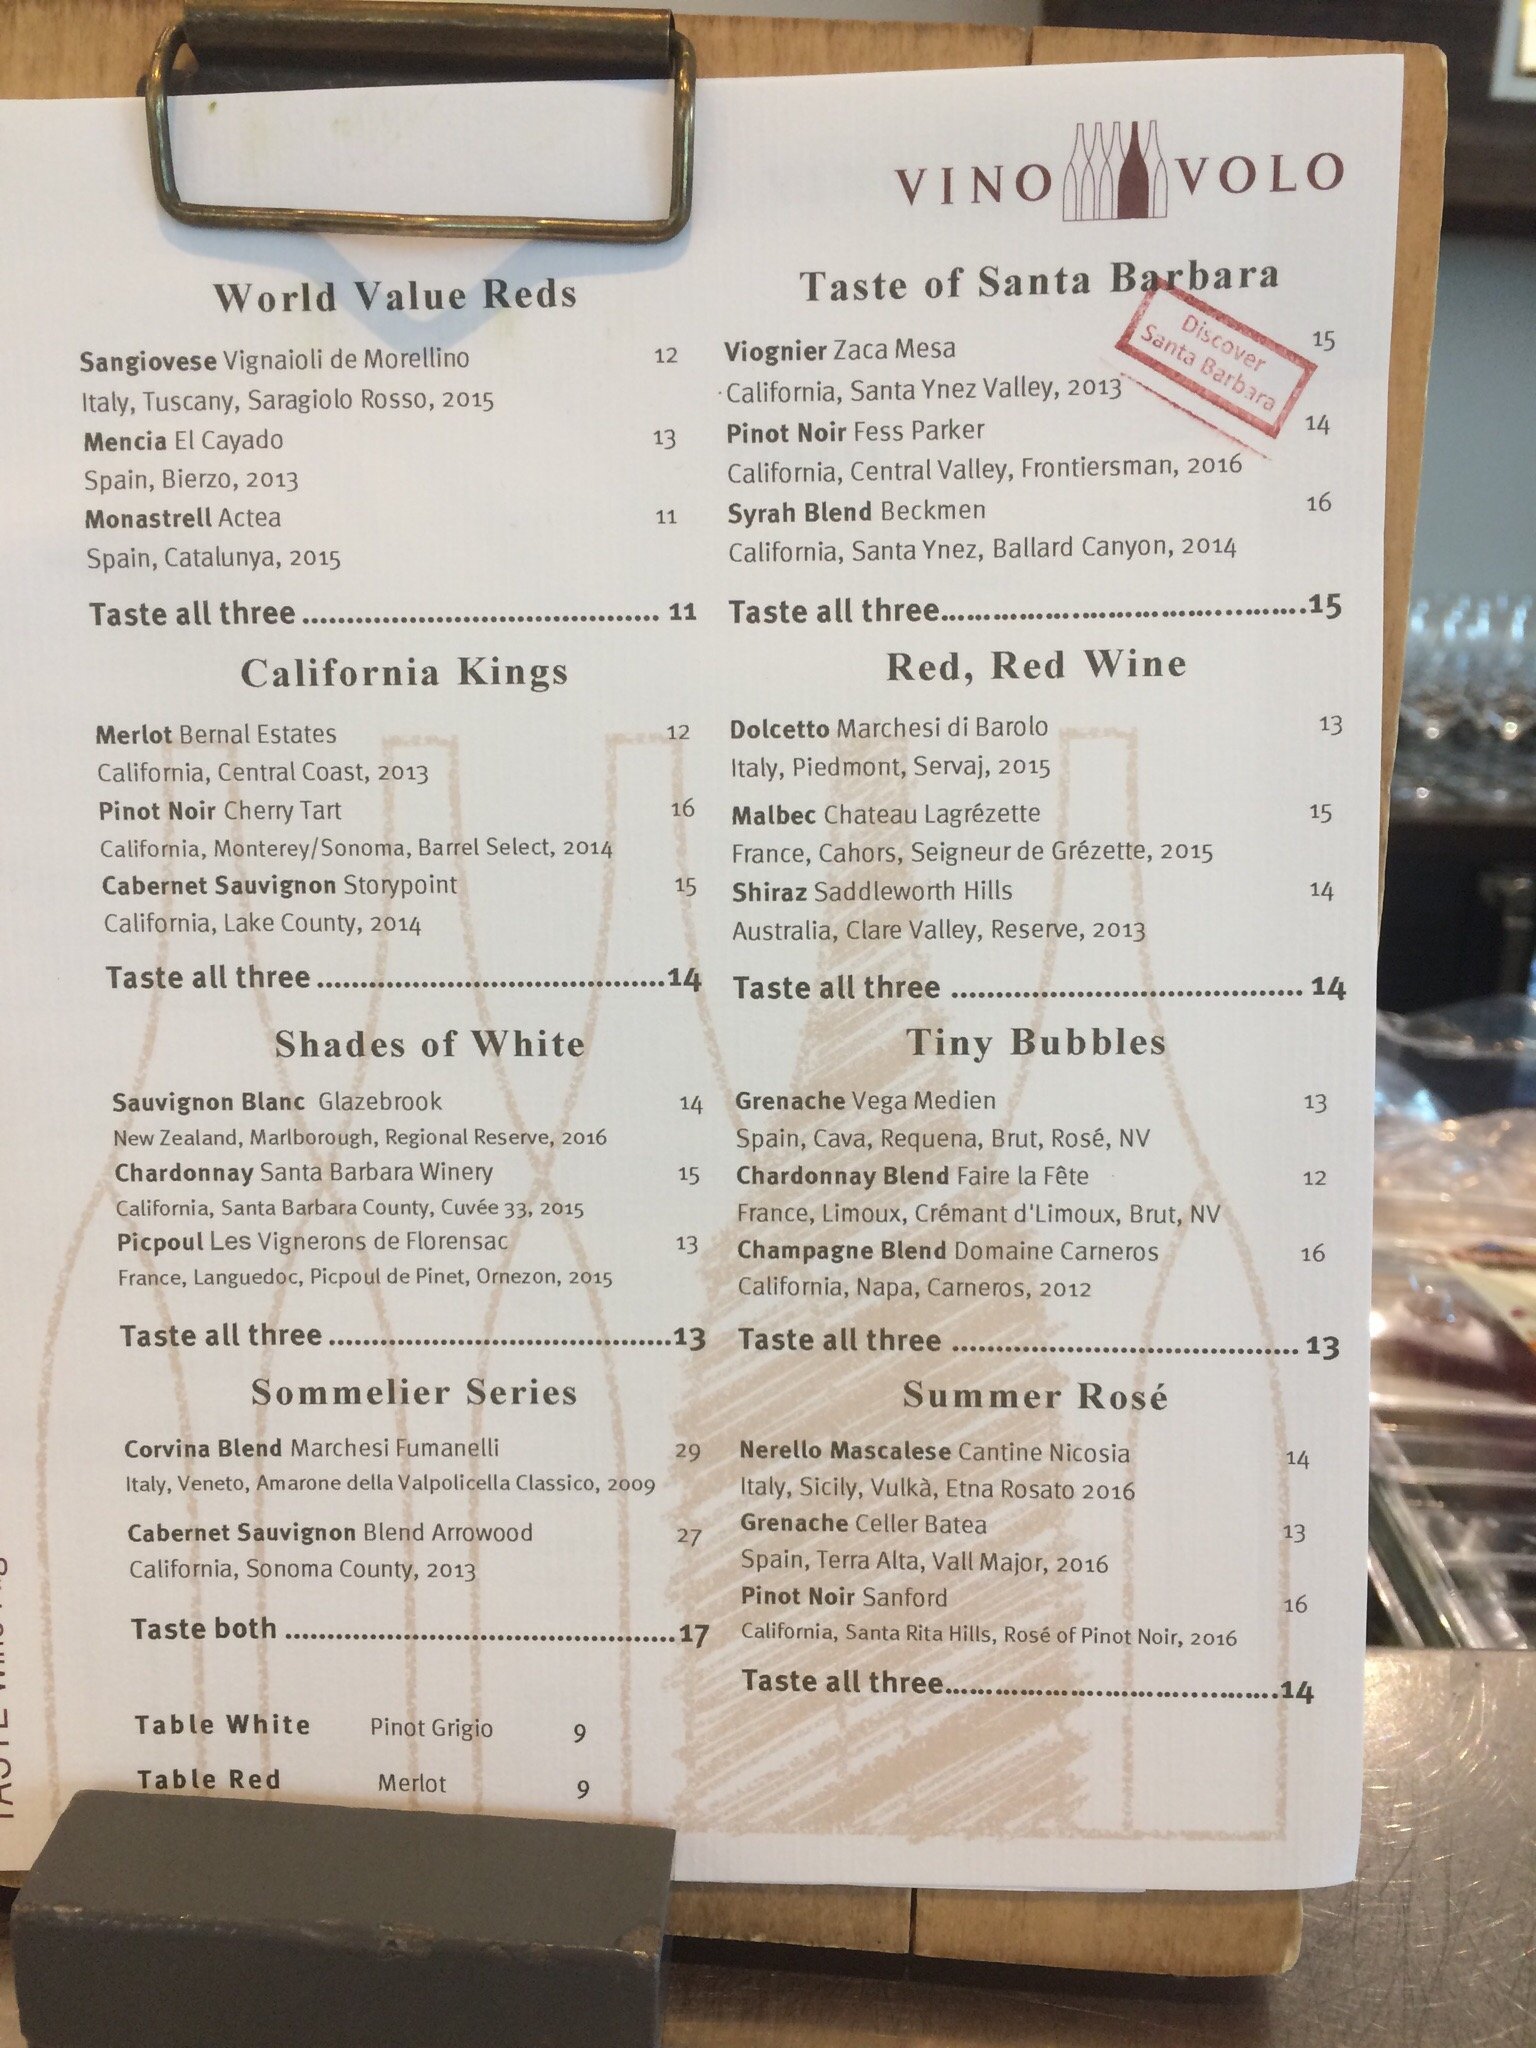 VINO VOLO
World Value Reds
Sangiovese Vignaioli de Morellino 12
Italy, Tuscany, Saragiolo Rosso, 2015
Mencia El Cayado 13
Spain, Bierzo, 2013
Monastrell Actea 11
Spain, Catalunya, 2015
Taste all three 11
California Kings
Merlot Bernal Estates 12
California, Central Coast, 2013
Pinot Noir Cherry Tart 16
California, Monterey/Sonoma, Barrel Select, 2014
Cabernet Sauvignon Storypoint 15
California, Lake County, 2014
Taste all three 14
Shades of White
Sauvignon Blanc Glazebrook 14
New Zealand, Marlborough, Regional Reserve, 2016
Chardonnay Santa Barbara Winery 15
California, Santa Barbara County, Cuvée 33, 2015
Picpoul Les Vignerons de Florensac 13
France, Languedoc, Picpoul de Pinet, Ornezon, 2015
Taste all three 13
Sommelier Series
Corvina Blend Marchesi Fumanelli 29
Italy, Veneto, Amarone della Valpolicella Classico, 2009
Cabernet Sauvignon Blend Arrowood 27
California, Sonoma County, 2013
Taste both 17
Table White Pinot Grigio 9
Table Red Merlot 9
Taste of Santa Barbara
Discover
Santa Barbara
Viognier Zaca Mesa 15
California, Santa Ynez Valley, 2013
Pinot Noir Fess Parker 14
California, Central Valley, Frontiersman, 2016
Syrah Blend Beckmen 16
California, Santa Ynez, Ballard Canyon, 2014
Taste all three 15
Red, Red Wine
Dolcetto Marchesi di Barolo 13
Italy, Piedmont, Servaj, 2015
Malbec Chateau Lagrézette 15
France, Cahors, Seigneur de Grézette, 2015
Shiraz Saddleworth Hills 14
Australia, Clare Valley, Reserve, 2013
Taste all three 14
Tiny Bubbles
Grenache Vega Medien 13
Spain, Cava, Requena, Brut, Rosé, NV
Chardonnay Blend Faire la Fête 12
France, Limoux, Crémant d'Limoux, Brut, NV
Champagne Blend Domaine Carneros 16
California, Napa, Carneros, 2012
Taste all three 13
Summer Rosé
Nerello Mascalese Cantine Nicosia 14
Italy, Sicily, Vulkà, Etna Rosato 2016
Grenache Celler Batea 13
Spain, Terra Alta, Vall Major, 2016
Pinot Noir Sanford 16
California, Santa Rita Hills, Rosé of Pinot Noir, 2016
Taste all three 14